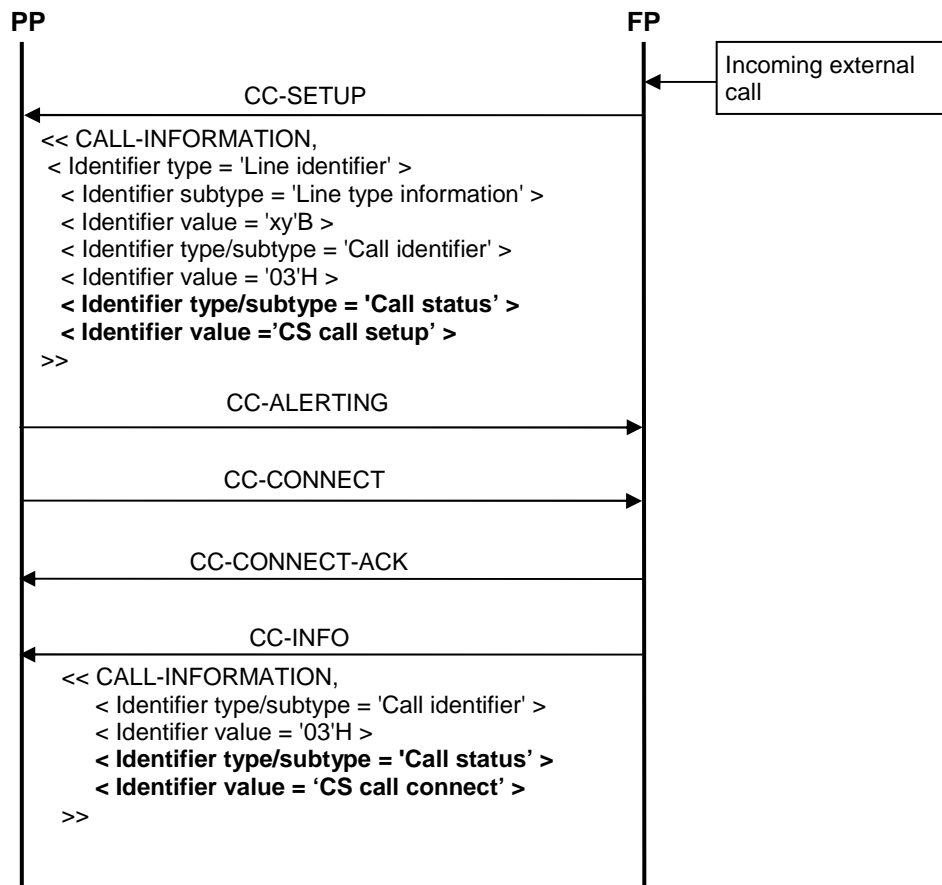 PP
FP
Incoming external
call
CC-SETUP
<< CALL-INFORMATION,
< Identifier type = 'Line identifier' >
< Identifier subtype = 'Line type information' >
< Identifier value = 'xy'B >
< Identifier type/subtype = 'Call identifier' >
< Identifier value = '03'H >
< Identifier type/subtype = 'Call status’ >
< Identifier value =’CS call setup’ >
>>
CC-ALERTING
CC-CONNECT
CC-CONNECT-ACK
CC-INFO
<< CALL-INFORMATION,
< Identifier type/subtype = 'Call identifier' >
< Identifier value = '03'H >
< Identifier type/subtype = 'Call status’ >
< Identifier value = ‘CS call connect’ >
>>